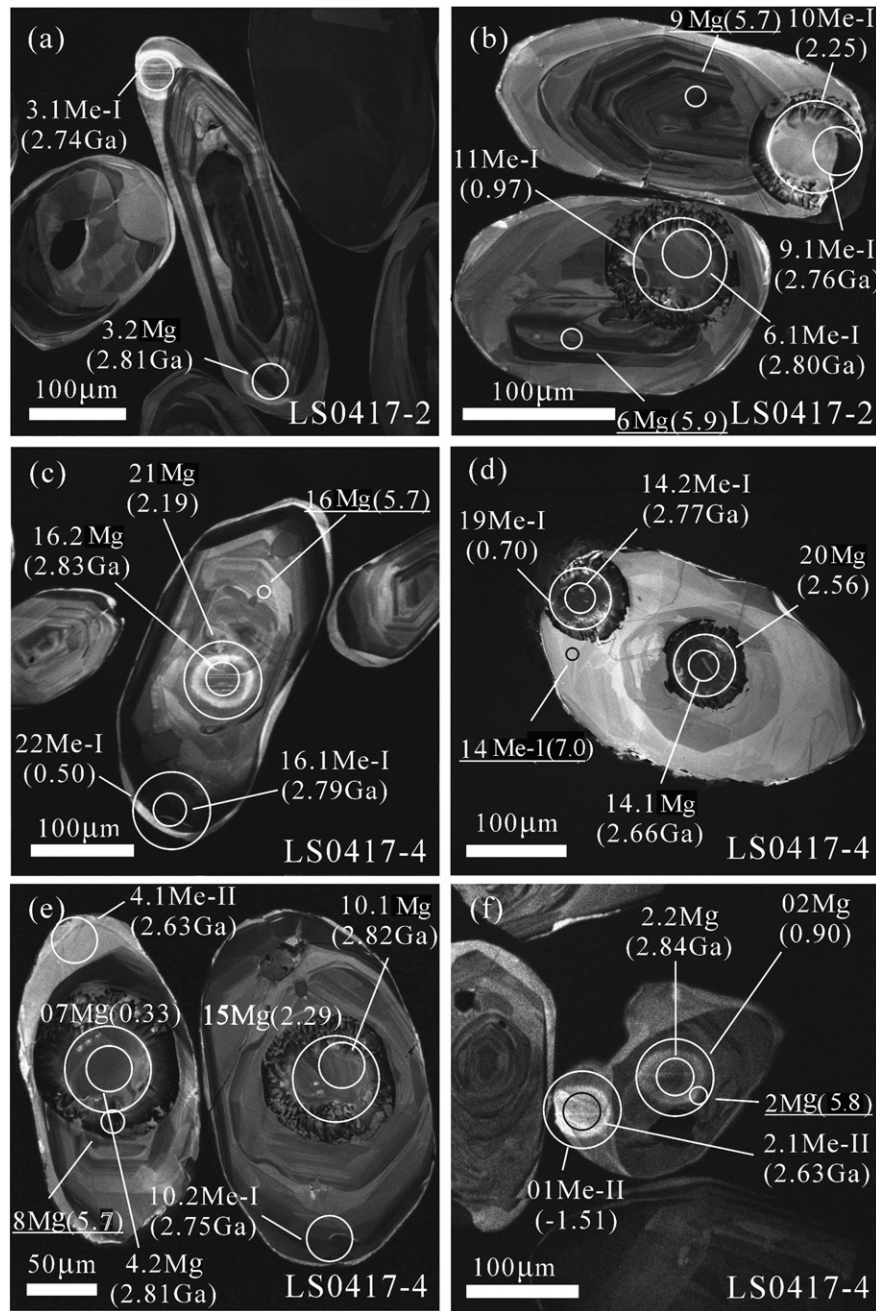 (a)
3.1Me-I
(2.74Ga)
3.2Mg
(2.81Ga)
100μm
LS0417-2
(b)
9Mg(5.7)
10Me-I
(2.25)
11Me-I
(0.97)
9.1Me-I
(2.76Ga)
6.1Me-I
(2.80Ga)
100μm
6Mg(5.9)
LS0417-2
(c)
21Mg
(2.19)
16Mg(5.7)
16.2Mg
(2.83Ga)
22Me-I
(0.50)
16.1Me-I
(2.79Ga)
100μm
LS0417-4
(d)
14.2Me-I
(2.77Ga)
19Me-I
(0.70)
20Mg
(2.56)
14Me-1(7.0)
14.1Mg
(2.66Ga)
100μm
LS0417-4
(e)
4.1Me-II
(2.63Ga)
10.1Mg
(2.82Ga)
07Mg(0.33)
15Mg(2.29)
10.2Me-I
(2.75Ga)
8Mg(5.7)
50μm
4.2Mg
(2.81Ga)
LS0417-4
(f)
2.2Mg
(2.84Ga)
02Mg
(0.90)
2Mg(5.8)
2.1Me-II
(2.63Ga)
01Me-II
(-1.51)
100μm
LS0417-4